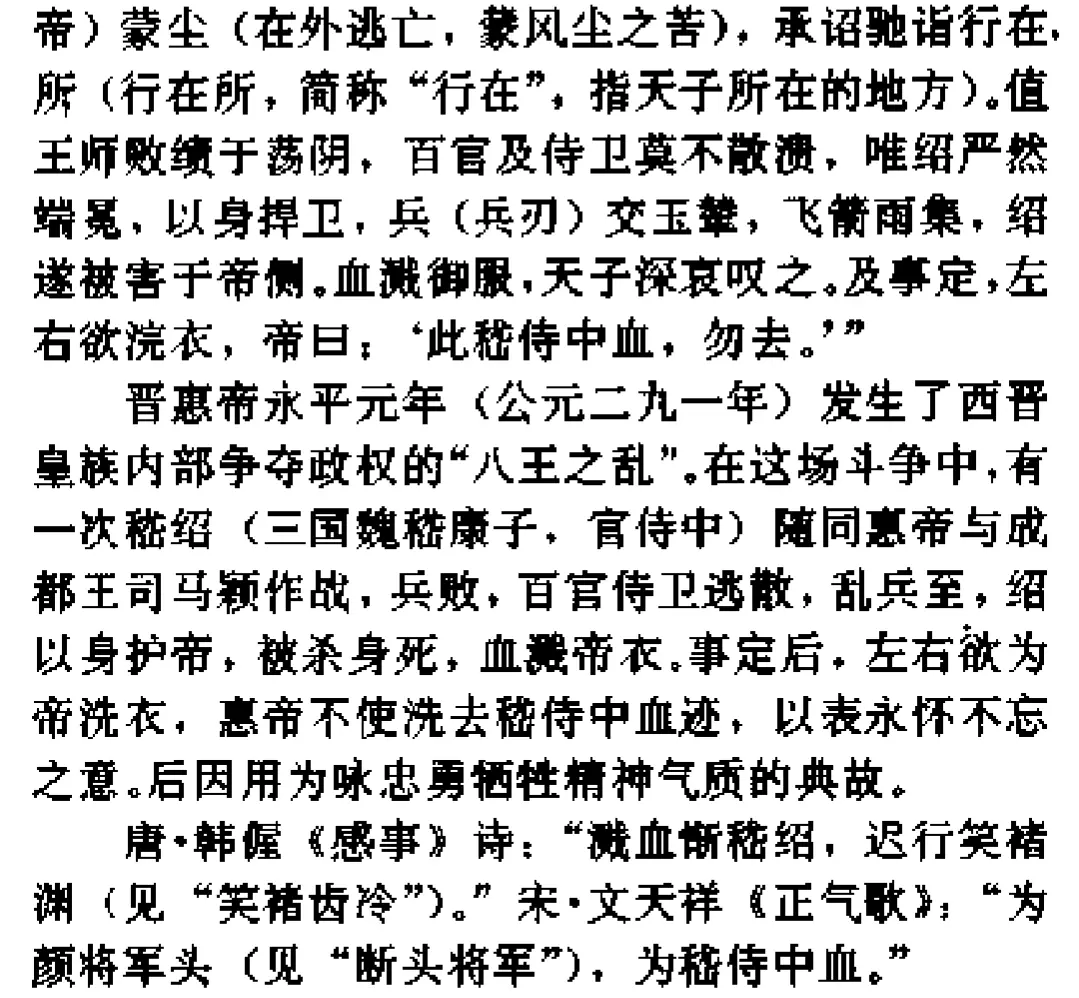 帝）蒙尘（在外逃亡，蒙风尘之苦），承诏驰诣行在，
所（行在所，简称“行在”，指天子所在的地方）。值
王师败绩于荡阴，百官及侍卫莫不散溃，唯绍严然
端冕，以身捍卫，兵（兵刃）交玉辇，飞箭雨集，绍
遂被害于帝侧。血溅御服，天子深哀叹之。及事定，左
右欲浣衣，帝曰：‘此嵇侍中血，勿去。’”
晋惠帝永平元年（公元二九一年）发生了西晋
皇族内部争夺政权的“八王之乱”。在这场斗争中，有
一次嵇绍（三国魏嵇康子，官侍中）随同惠帝与成
都王司马颖作战，兵败，百官侍卫逃散，乱兵至，绍
以身护帝，被杀身死，血溅帝衣。事定后，左右欲为
帝洗衣，惠帝不使洗去嵇侍中血迹，以表永怀不忘
之意。后因用为咏忠勇牺牲精神气质的典故。
唐·韩偓《感事》诗：“溅血惭嵇绍，迟行笑褚
渊（见“笑褚齿冷”）。”宋·文天祥《正气歌》：“为
颜将军头（见“断头将军”），为嵇侍中血。”